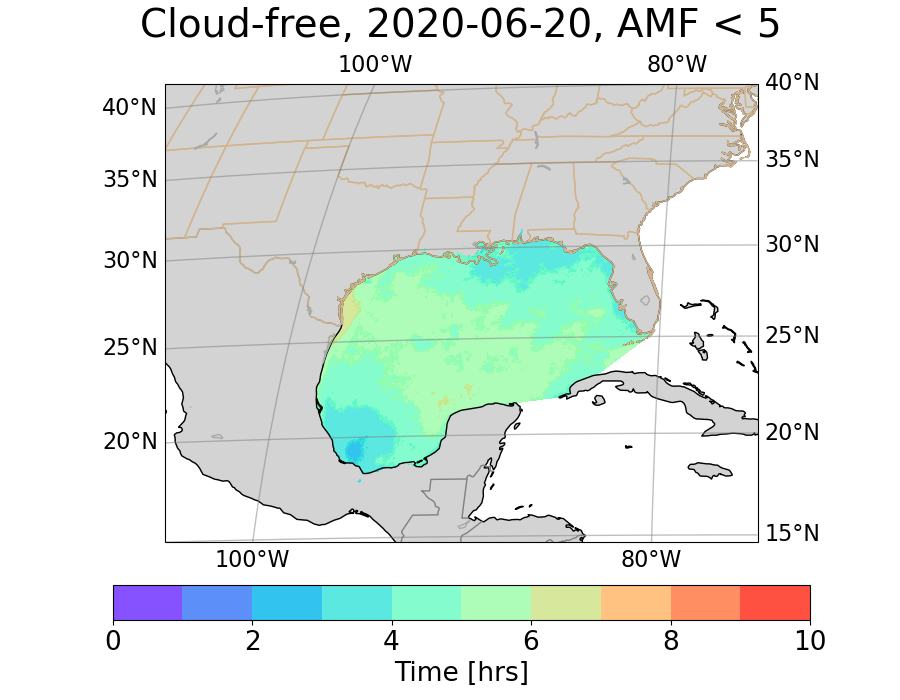 Cloud-free, 2020-06-20, AMF < 5
100°W 80°W
40°N 40°N
35°N 35°N
30°N 30°N
25°N 25°N
20°N 20°N
15°N
100°W 80°W
0 2 4 6 8 10
Time [hrs]